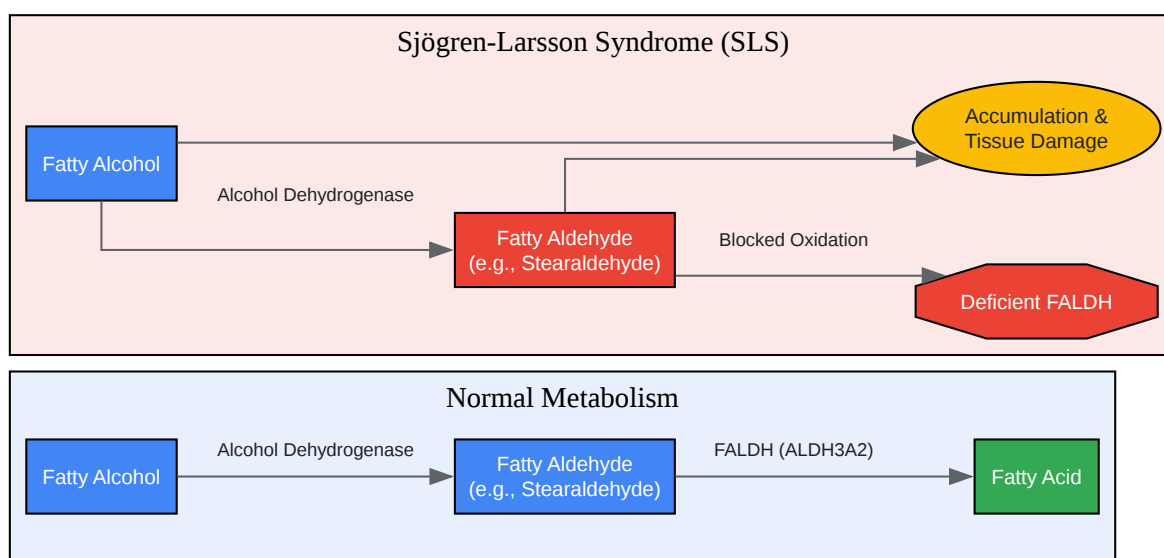 Sjögren-Larsson Syndrome (SLS)
Accumulation &
Tissue Damage
Fatty Alcohol
Alcohol Dehydrogenase
Fatty Aldehyde
(e.g., Stearaldehyde)
Blocked Oxidation
Deficient FALDH
Normal Metabolism
Fatty Alcohol
Alcohol Dehydrogenase
Fatty Aldehyde
(e.g., Stearaldehyde)
FALDH (ALDH3A2)
Fatty Acid